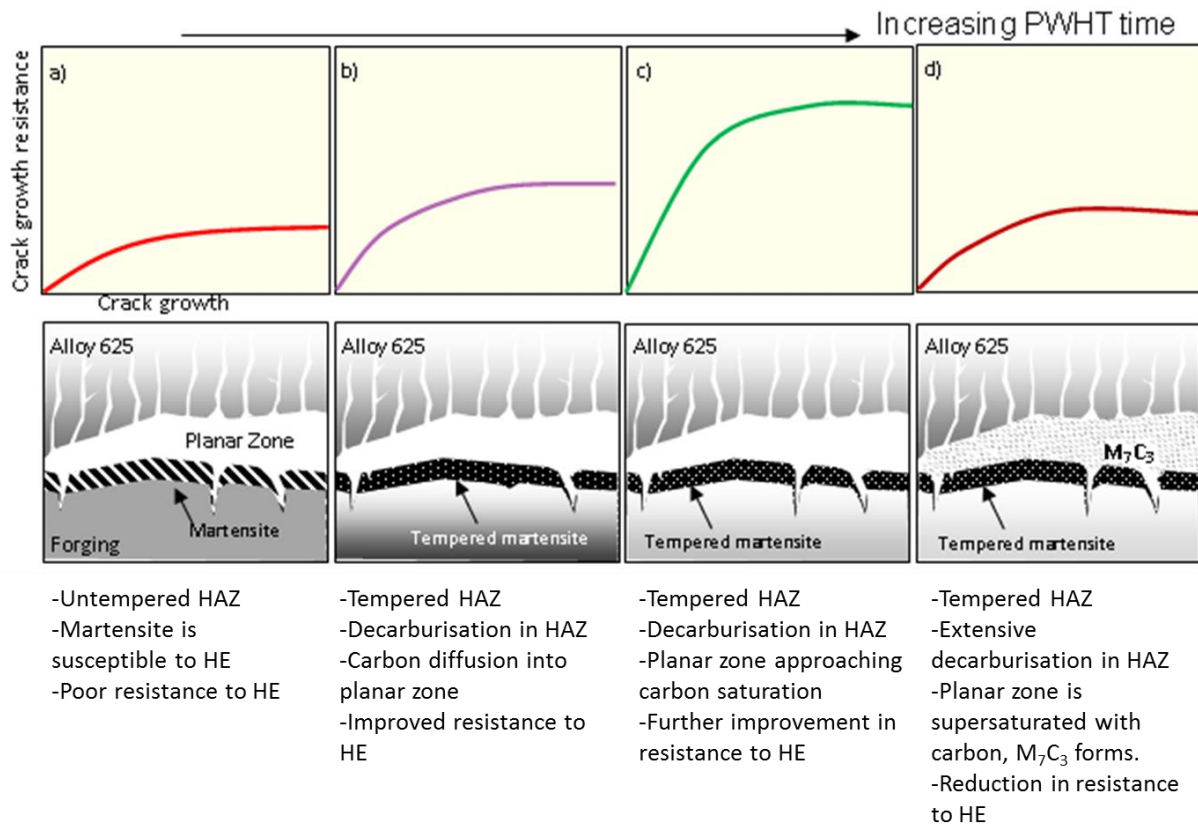 Increasing PWHT time
Crack growth resistance
a)
b)
c)
d)
Crack growth
Alloy 625
Planar Zone
Martensite
Forging
Alloy 625
Tempered martensite
Alloy 625
Tempered martensite
Alloy 625
M₇C₃
Tempered martensite
-Untempered HAZ
-Martensite is
susceptible to HE
-Poor resistance to HE
-Tempered HAZ
-Decarburisation in HAZ
-Carbon diffusion into
planar zone
-Improved resistance to
HE
-Tempered HAZ
-Decarburisation in HAZ
-Planar zone approaching
carbon saturation
-Further improvement in
resistance to HE
-Tempered HAZ
-Extensive
decarburisation in HAZ
-Planar zone is
supersaturated with
carbon, M₇C₃ forms.
-Reduction in resistance
to HE